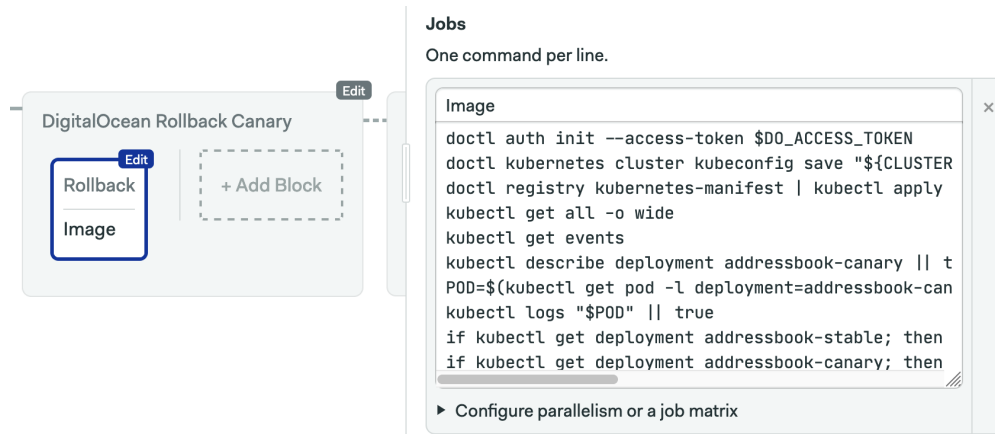 Edit
DigitalOcean Rollback Canary
Edit
Rollback
Image
+ Add Block
Jobs
One command per line.
Image
doctl auth init --access-token $DO_ACCESS_TOKEN
doctl kubernetes cluster kubeconfig save "${CLUSTER
doctl registry kubernetes-manifest | kubectl apply
kubectl get all -o wide
kubectl get events
kubectl describe deployment addressbook-canary || t
POD=$(kubectl get pod -l deployment=addressbook-can
kubectl logs "$POD" || true
if kubectl get deployment addressbook-stable; then
if kubectl get deployment addressbook-canary; then
Configure parallelism or a job matrix